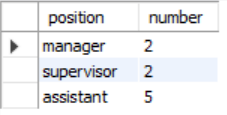 position number
manager 2
supervisor 2
assistant 5